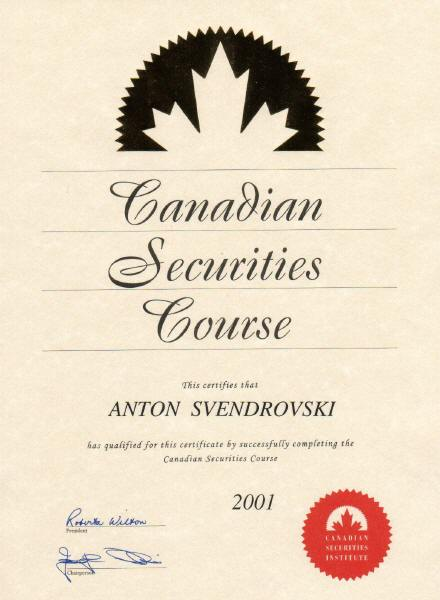 Canadian
Securities
Course
This certifies that
ANTON SVENDROVSKI
has qualified for this certificate by successfully completing the
Canadian Securities Course
2001
Roberta Wilton
President
Chairperson
CANADIAN
SECURITIES
INSTITUTE